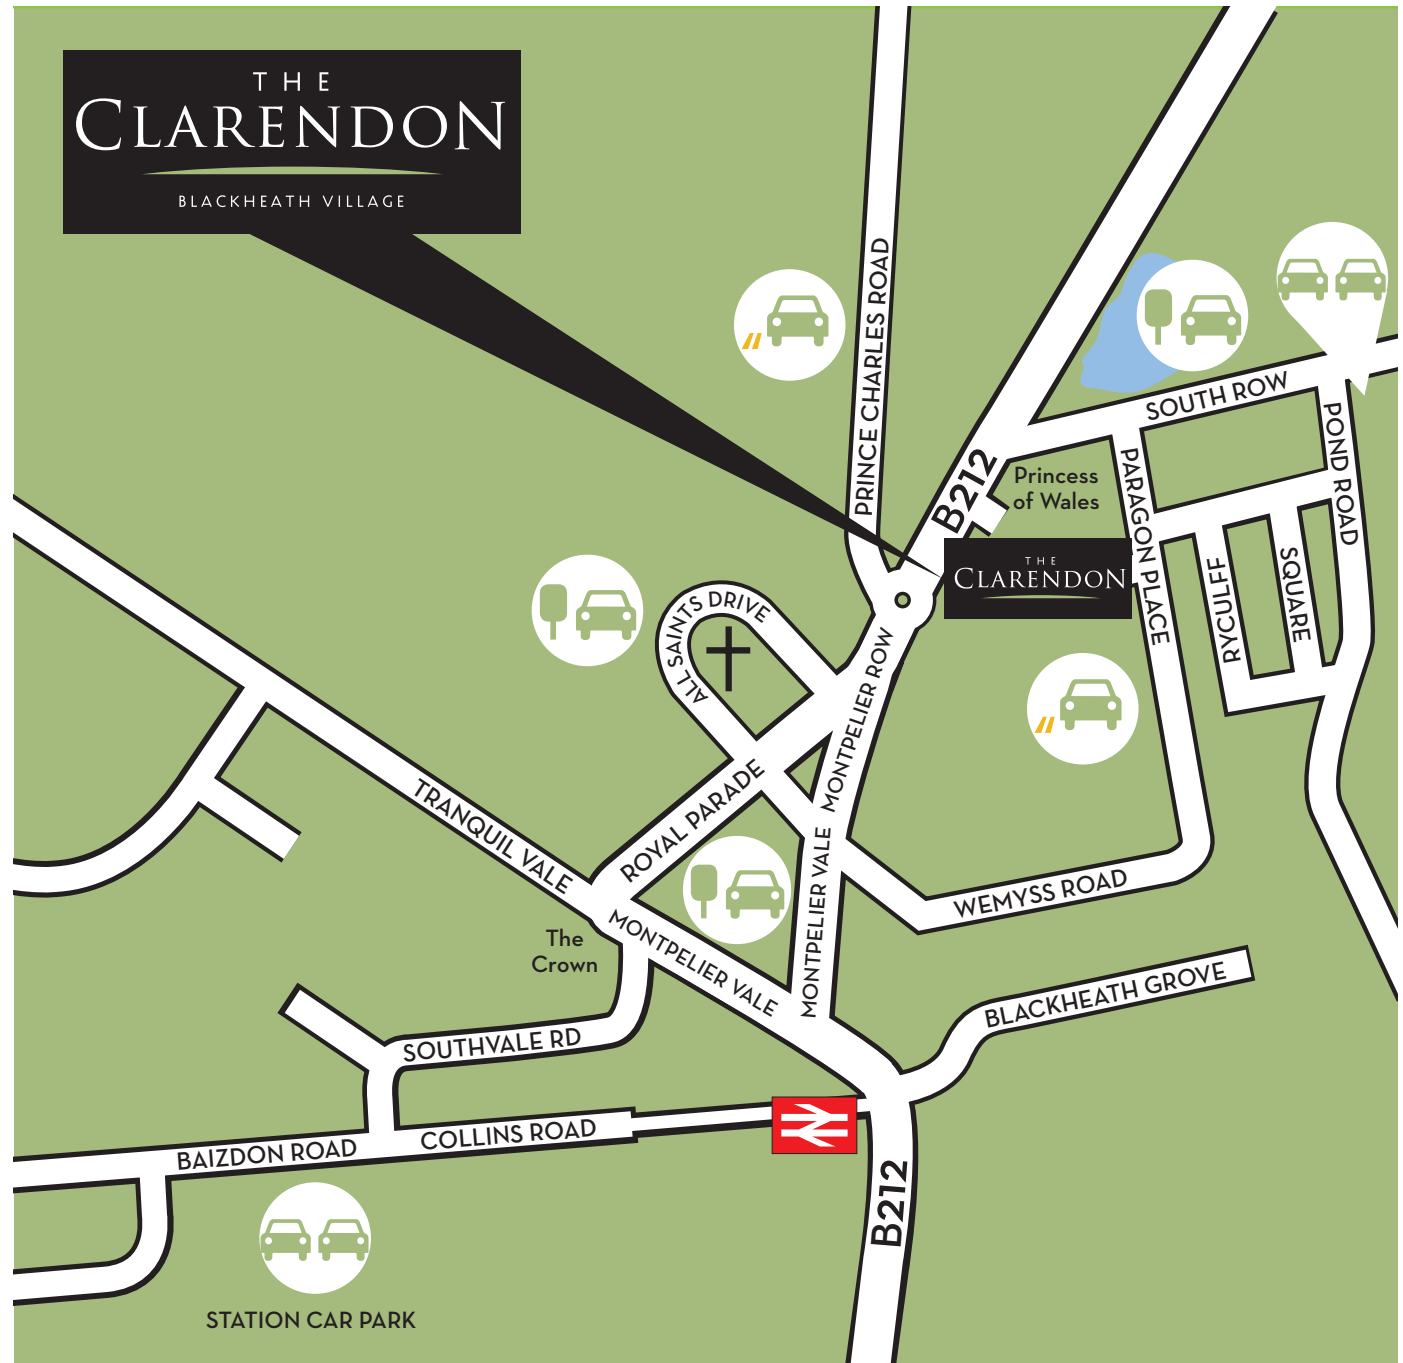 THE
CLARENDON
BLACKHEATH VILLAGE
PRINCE CHARLES ROAD
B212
SOUTH ROW
POND ROAD
Princess
of Wales
PARAGON PLACE
THE
CLARENDON
RYCULFF
SQUARE
ALL SAINTS DRIVE
MONTPELIER ROW
TRANQUIL VALE
ROYAL PARADE
MONTPELIER VALE
WEMYSS ROAD
The
Crown
MONTPELIER VALE
BLACKHEATH GROVE
SOUTHVALE RD
COLLINS ROAD
BAIZDON ROAD
B212
STATION CAR PARK